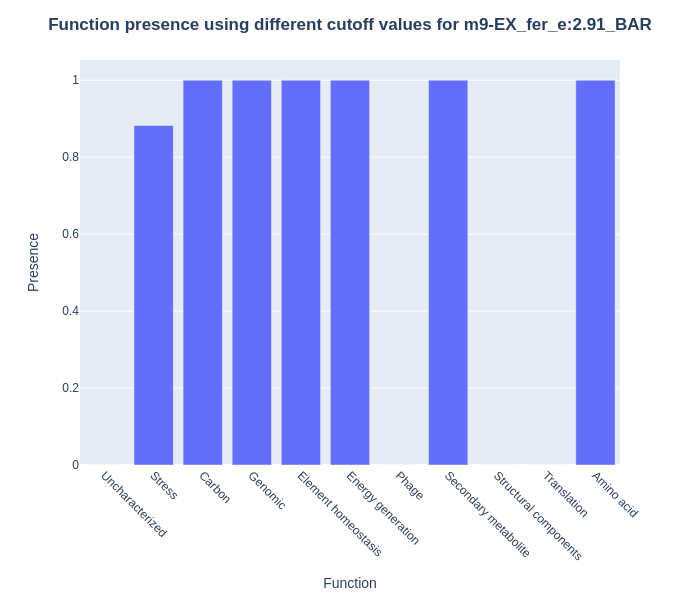 Function presence using different cutoff values for m9-EX_fer_e:2.91_BAR
1
0.8
0.6
0.4
0.2
0
Presence
Uncharacterized
Stress
Carbon
Genomic
Element homeostasis
Energy generation
Phage
Secondary metabolite
Structural components
Translation
Amino acid
Function